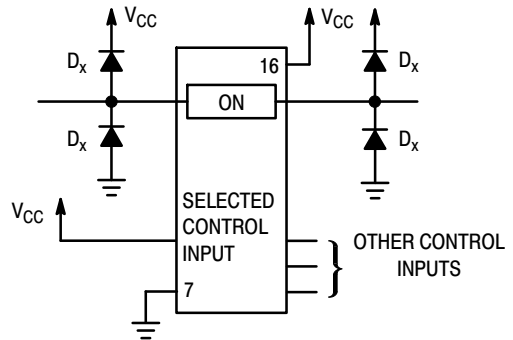 VCC
VCC
Dx
16
Dx
ON
Dx
Dx
VCC
SELECTED
CONTROL
INPUT
OTHER CONTROL
INPUTS
7